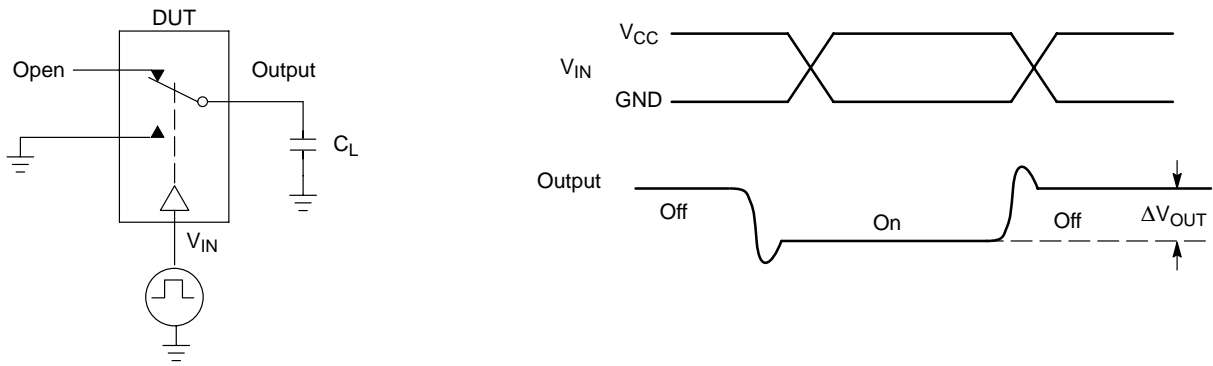 DUT
Open
Output
C_L
V_IN
V_CC
V_IN
GND
Output
Off
On
Off
ΔV_OUT